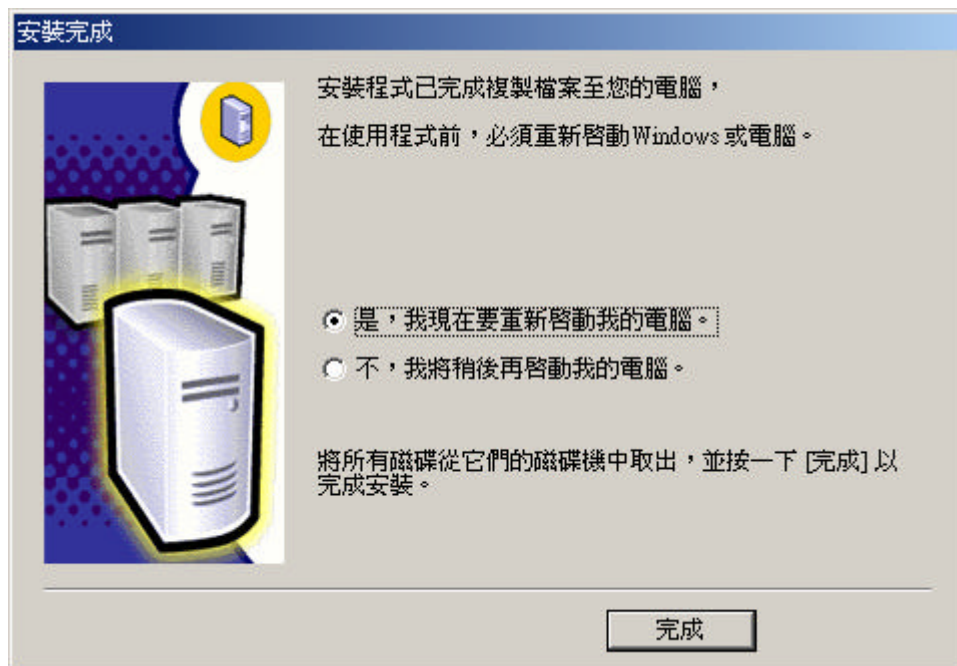 安裝完成
安裝程式已完成複製檔案至您的電腦，
在使用程式前，必須重新啓動Windows 或電腦。
是，我現在要重新啓動我的電腦。
不，我將稍後再啓動我的電腦。
將所有磁碟從它們的磁碟機中取出，並按一下 [完成] 以
完成安裝。
完成